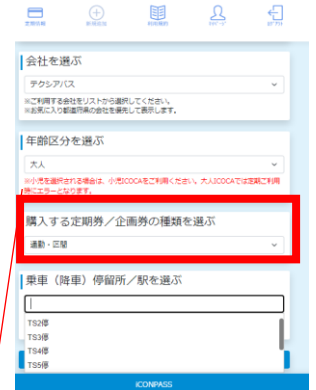 定期券購入
新規追加
利用規約
ﾏｲﾍﾟｰｼﾞ
ﾛｸﾞｱｳﾄ
会社を選ぶ
テクシアバス
※ご利用する会社をリストから選択してください。
※お気に入り都道府県の会社を優先して表示します。
年齢区分を選ぶ
大人
※小児を選択される場合は、小児ICOCAをご利用ください。大人ICOCAでは定期ご利用
時にエラーとなります。
購入する定期券／企画券の種類を選ぶ
通勤・区間
乗車（降車）停留所／駅を選ぶ
TS2停
TS3停
TS4停
TS5停
iCONPASS